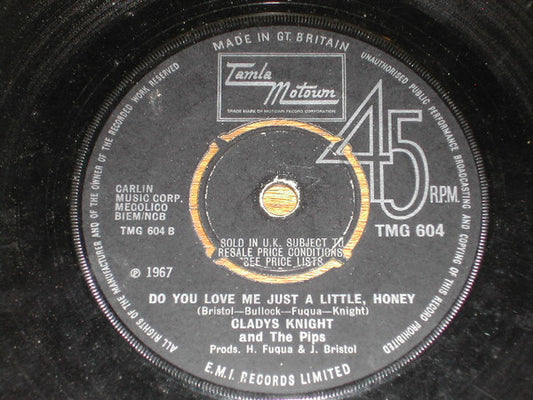 MADE IN GT. BRITAIN
ALL RIGHTS OF THE MANUFACTURER AND OF THE OWNER OF THE RECORDED WORK RESERVED
UNAUTHORISED PUBLIC PERFORMANCE BROADCASTING AND COPYING OF THIS RECORD PROHIBITED
Tamla
Motown
TRADE MARK OF MOTOWN RECORD CORPORATION
45
R.P.M.
CARLIN
MUSIC CORP.
MECOLICO
BIEM/NCB
TMG 604 B
TMG 604
SOLD IN U.K. SUBJECT TO
RESALE PRICE CONDITIONS,
SEE PRICE LISTS
℗ 1967
DO YOU LOVE ME JUST A LITTLE, HONEY
(Bristol—Bullock—Fuqua—Knight)
GLADYS KNIGHT
and The Pips
Prods. H. Fuqua & J. Bristol
E.M.I. RECORDS LIMITED